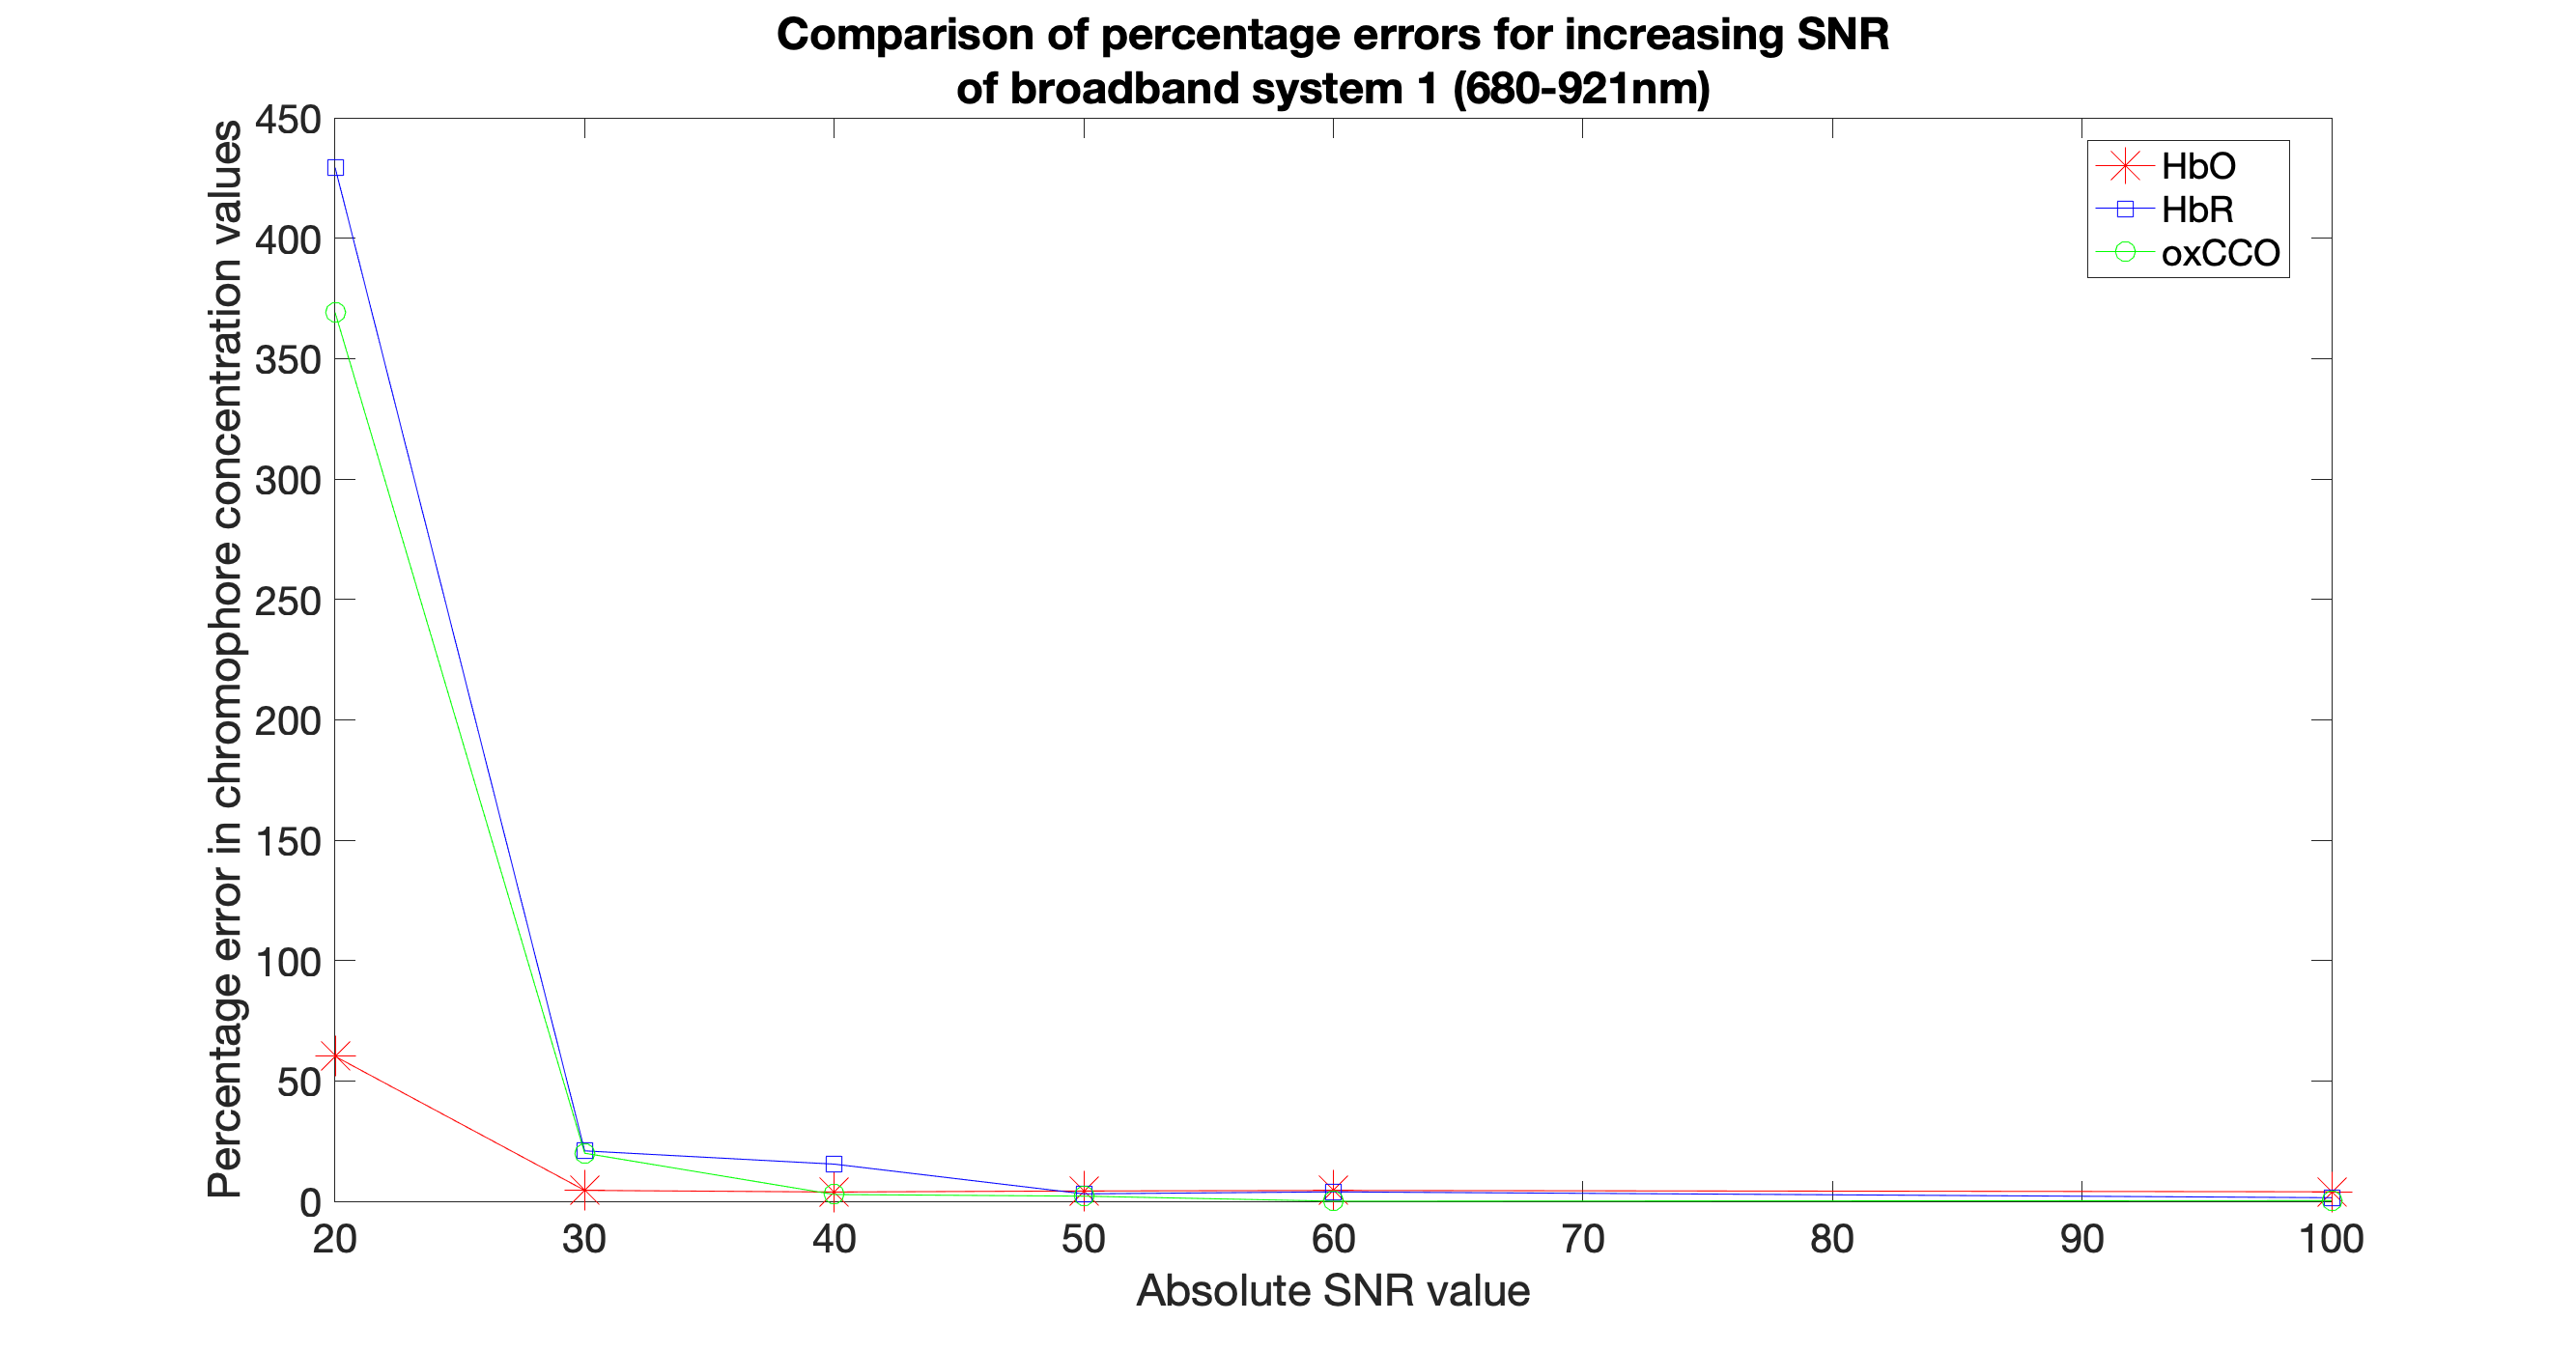 Comparison of percentage errors for increasing SNR
of broadband system 1 (680-921nm)
Percentage error in chromophore concentration values
450
400
350
300
250
200
150
100
50
0
HbO
HbR
oxCCO
20 30 40 50 60 70 80 90 100
Absolute SNR value